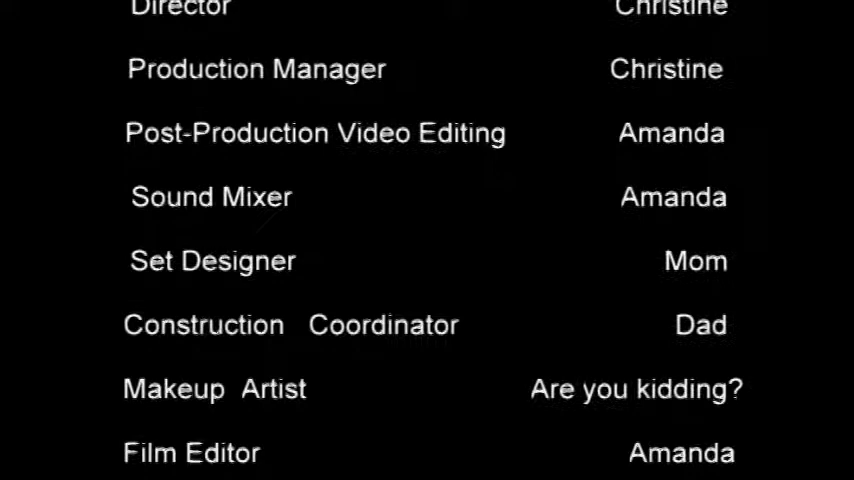 Director Christine
Production Manager Christine
Post-Production Video Editing Amanda
Sound Mixer Amanda
Set Designer Mom
Construction Coordinator Dad
Makeup Artist Are you kidding?
Film Editor Amanda